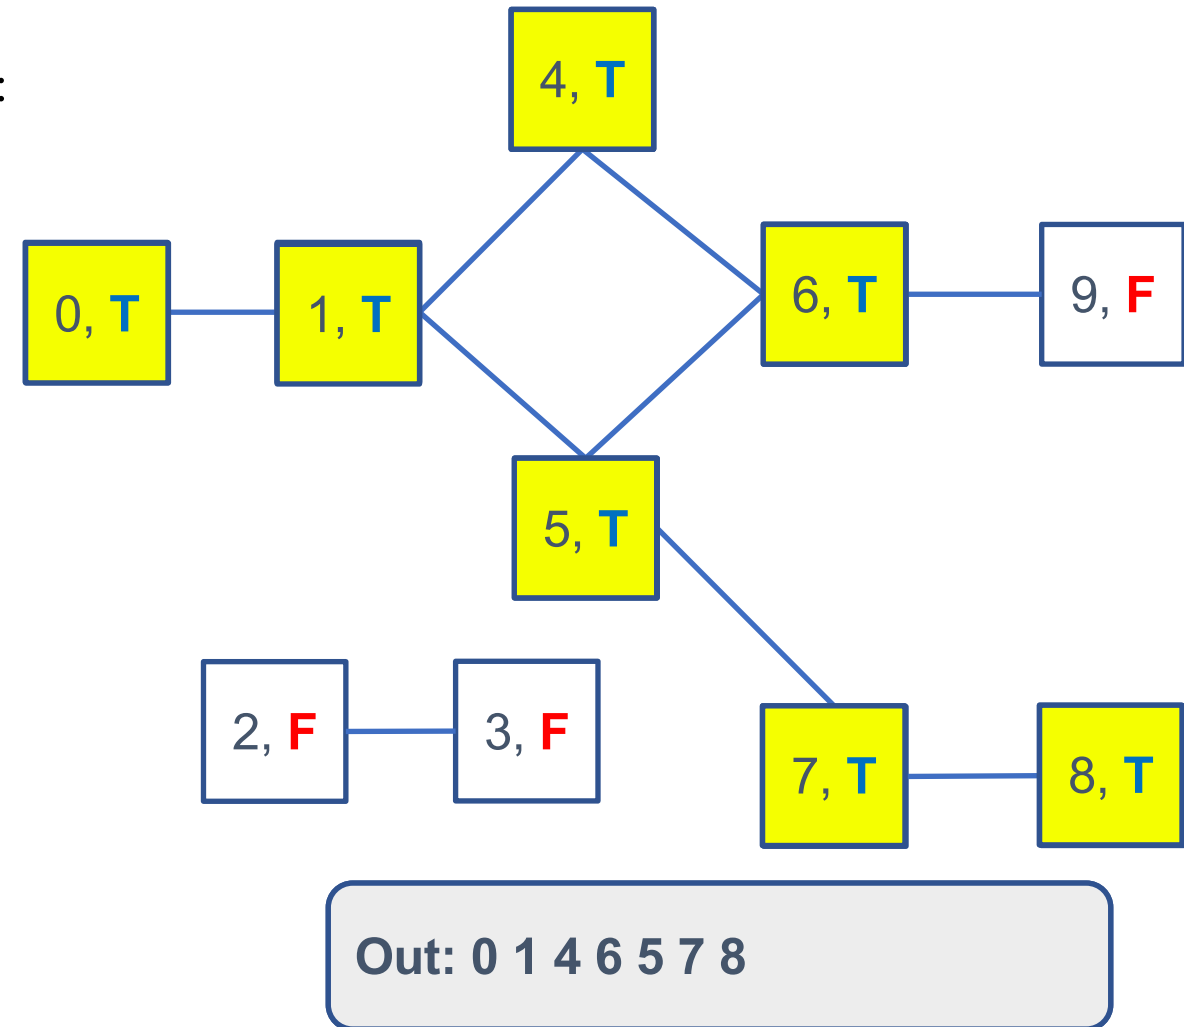 :
4, T
0, T
1, T
6, T
9, F
5, T
2, F
3, F
7, T
8, T
Out: 0 1 4 6 5 7 8